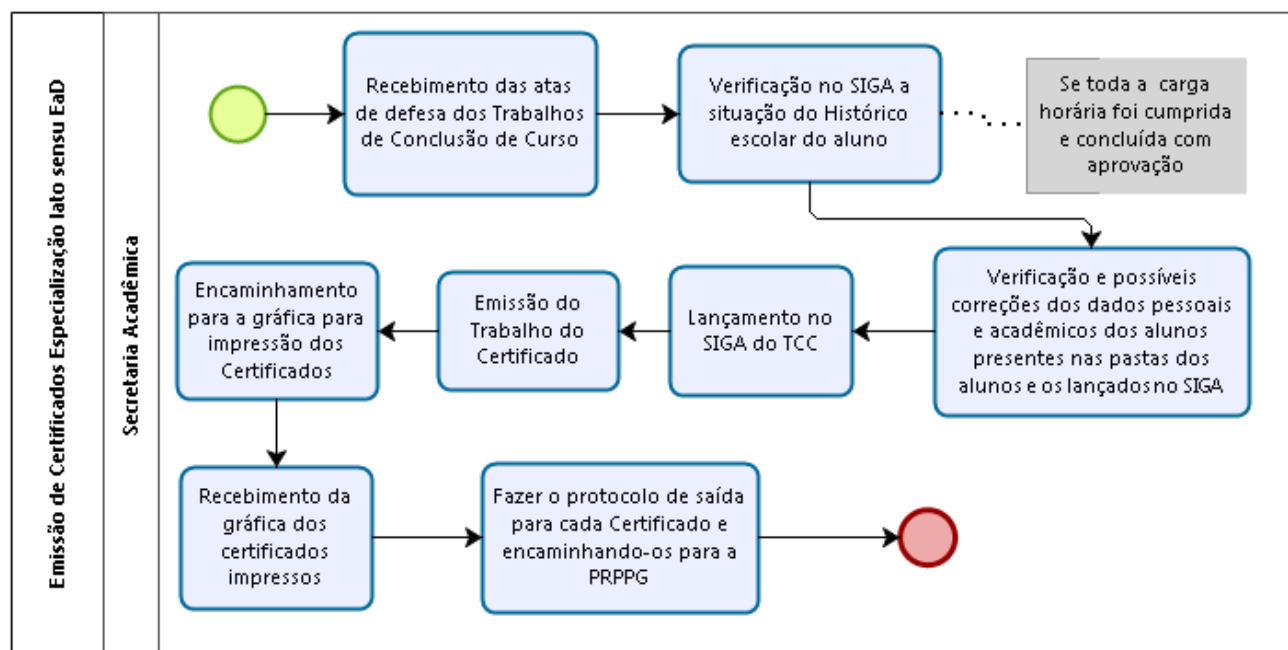 Emissão de Certificados Especialização lato sensu EaD
Secretaria Acadêmica
Recebimento das atas
de defesa dos Trabalhos
de Conclusão de Curso
Verificação no SIGA a
situação do Histórico
escolar do aluno
Se toda a carga
horária foi cumprida
e concluída com
aprovação
Verificação e possíveis
correções dos dados pessoais
e acadêmicos dos alunos
presentes nas pastas dos
alunos e os lançados no SIGA
Lançamento no
SIGA do TCC
Emissão do
Trabalho do
Certificado
Encaminhamento
para a gráfica para
impressão dos
Certificados
Recebimento da
gráfica dos
certificados
impressos
Fazer o protocolo de saída
para cada Certificado e
encaminhando-os para a
PRPPG